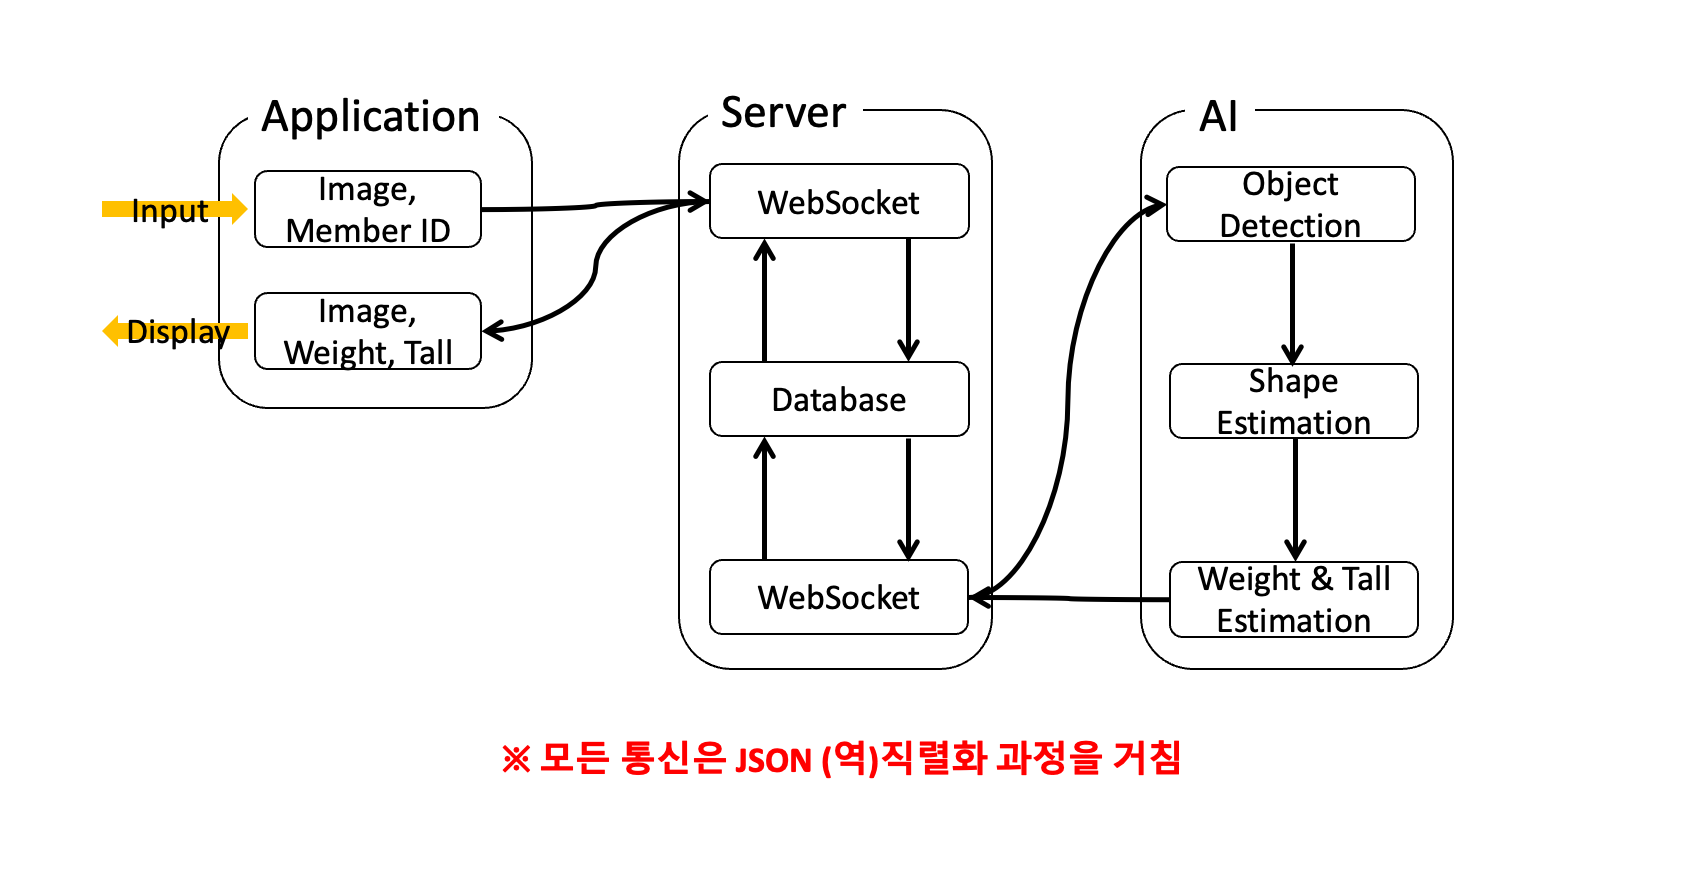 Application
Input
Image,
Member ID
Display
Image,
Weight, Tall
Server
WebSocket
Database
WebSocket
AI
Object
Detection
Shape
Estimation
Weight & Tall
Estimation
※ 모든 통신은 JSON (역)직렬화 과정을 거침